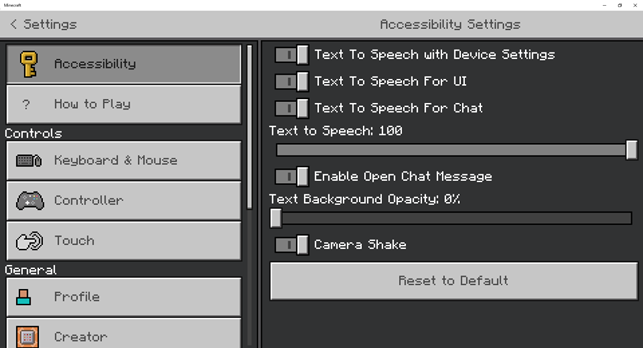 Minecraft
< Settings
Accessibility Settings
Accessibility
? How to Play
Controls
Keyboard & Mouse
Controller
Touch
General
Profile
Creator
Text To Speech with Device Settings
Text To Speech For UI
Text To Speech For Chat
Text to Speech: 100
Enable Open Chat Message
Text Background Opacity: 0%
Camera Shake
Reset to Default